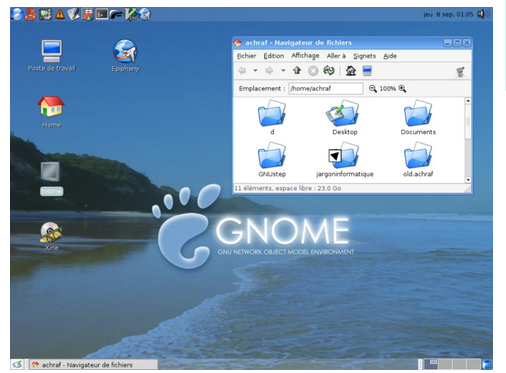 jeu 8 sep, 01:05
Poste de travail
Epiphany
Home
Xine
achraf - Navigateur de fichiers
Fichier Édition Affichage Aller à Signets Aide
Emplacement : /home/achraf 100%
d Desktop Documents
GNUstep jargoninformatique old.achraf
11 éléments, espace libre : 23,0 Go
GNOME
GNU NETWORK OBJECT MODEL ENVIRONMENT
achraf - Navigateur de fichiers